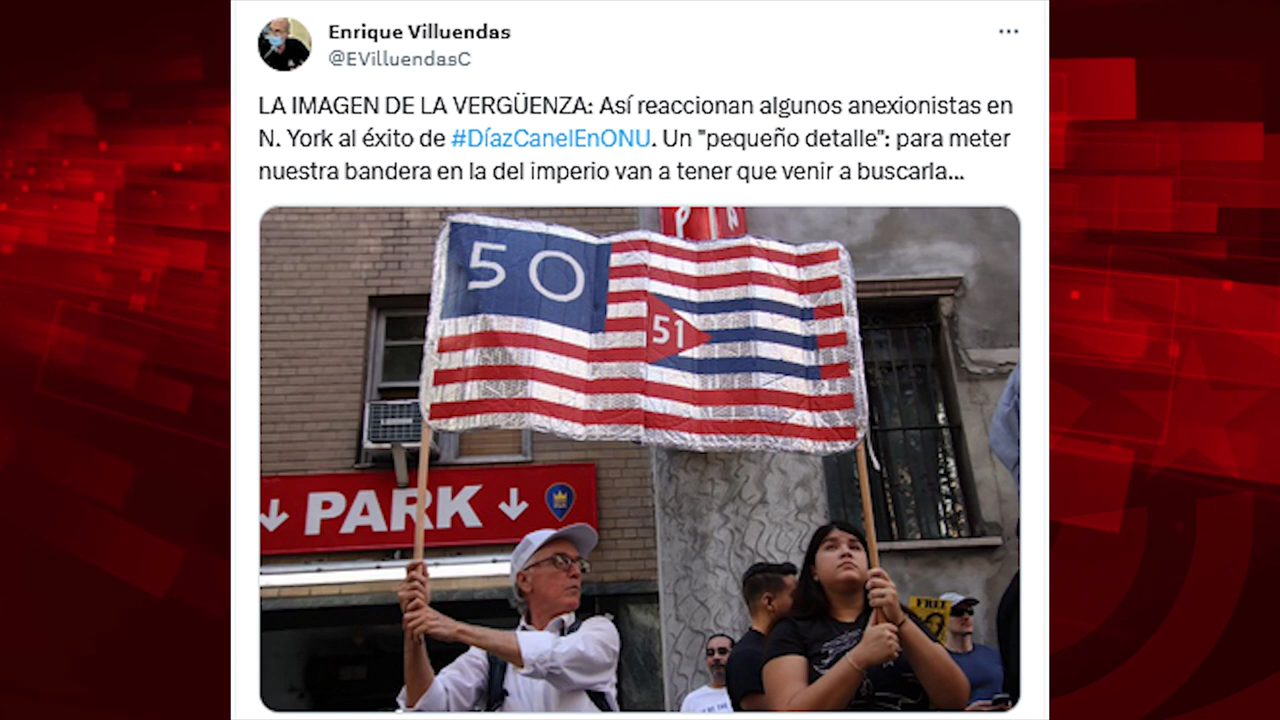 Enrique Villuendas
@EVilluendasC
LA IMAGEN DE LA VERGÜENZA: Así reaccionan algunos anexionistas en
N. York al éxito de #DíazCanelEnONU. Un "pequeño detalle": para meter
nuestra bandera en la del imperio van a tener que venir a buscarla...
P I N
50
51
↓ PARK ↓
FREE